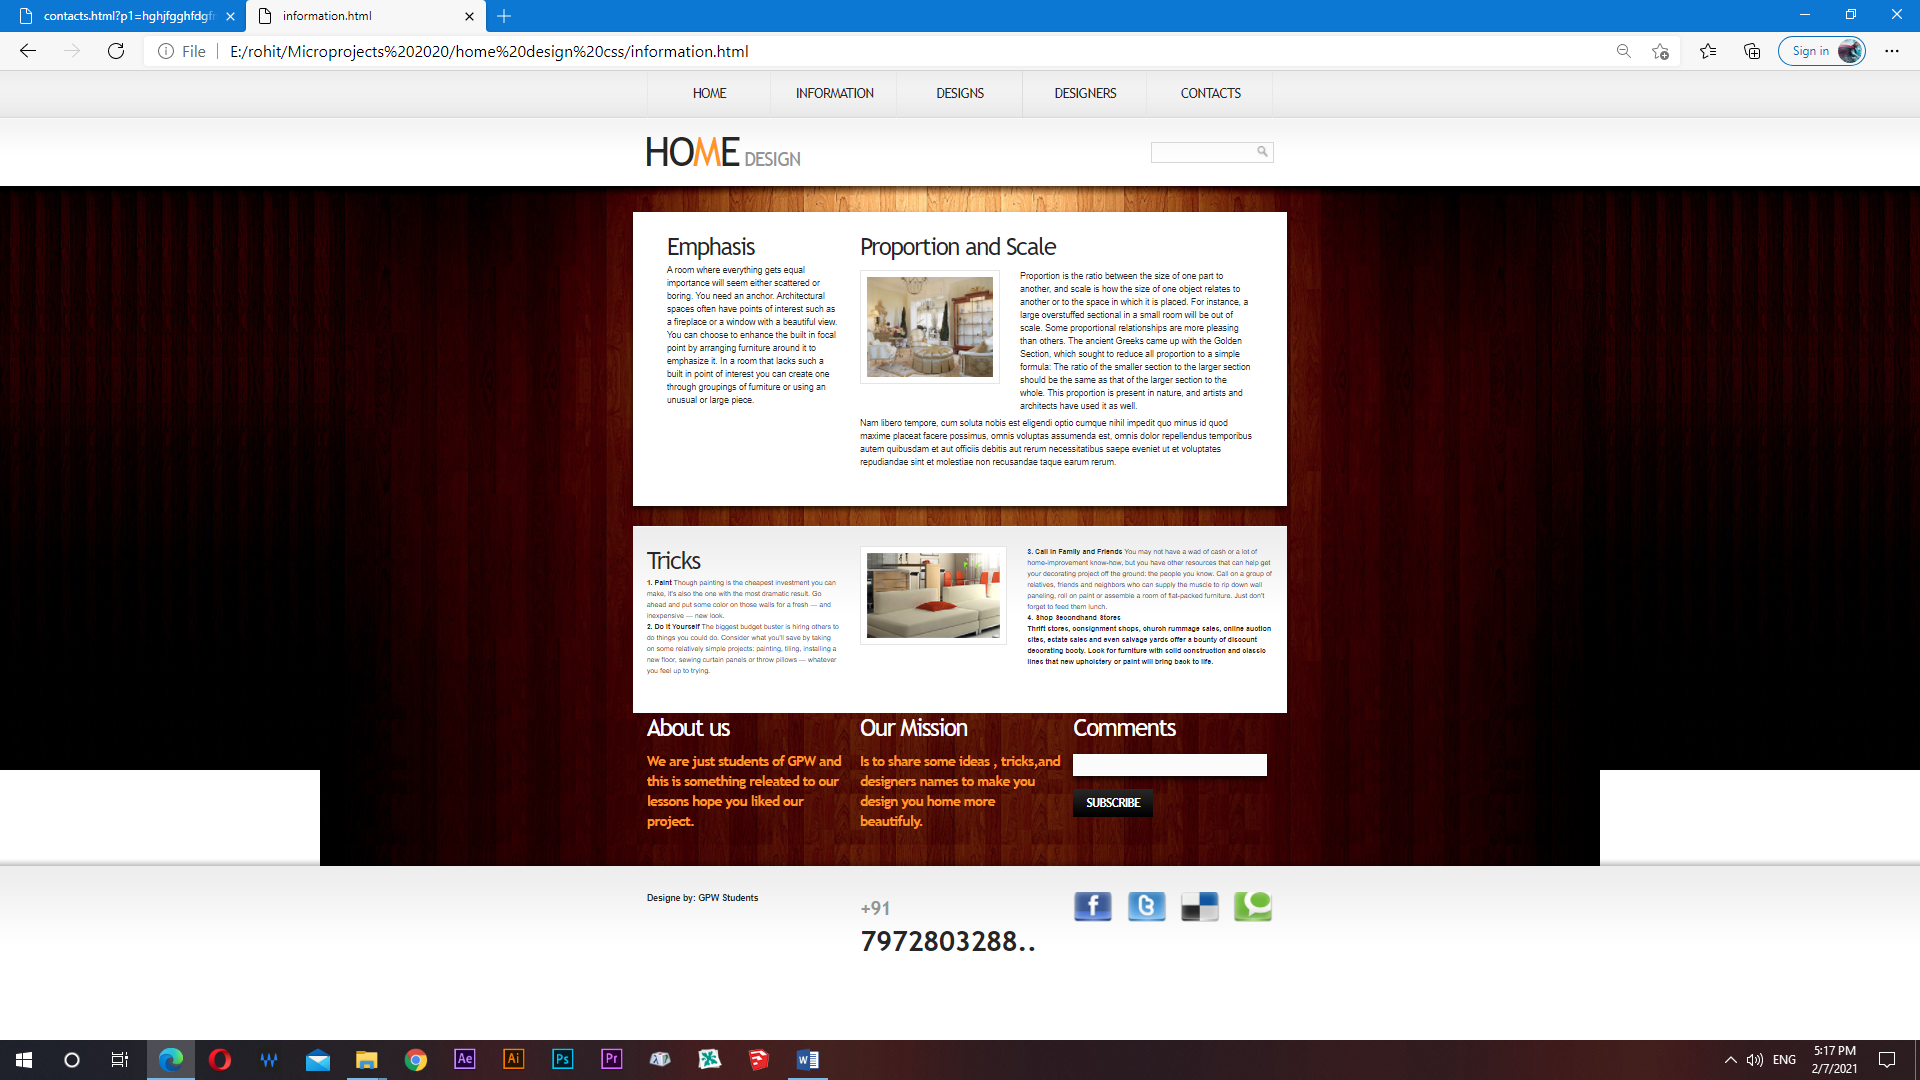 contacts.html?p1=hghjfgghfdgf
information.html
File
E:/rohit/Microprojects%202020/home%20design%20css/information.html
Sign in
HOME
INFORMATION
DESIGNS
DESIGNERS
CONTACTS
HOME DESIGN
Emphasis
A room where everything gets equal
importance will seem either scattered or
boring. You need an anchor. Architectural
spaces often have points of interest such as
a fireplace or a window with a beautiful view.
You can choose to enhance the built in focal
point by arranging furniture around it to
emphasize it. In a room that lacks such a
built in point of interest you can create one
through groupings of furniture or using an
unusual or large piece.
Proportion and Scale
Proportion is the ratio between the size of one part to
another, and scale is how the size of one object relates to
another or to the space in which it is placed. For instance, a
large overstuffed sectional in a small room will be out of
scale. Some proportional relationships are more pleasing
than others. The ancient Greeks came up with the Golden
Section, which sought to reduce all proportion to a simple
formula: The ratio of the smaller section to the larger section
should be the same as that of the larger section to the
whole. This proportion is present in nature, and artists and
architects have used it as well.
Nam libero tempore, cum soluta nobis est eligendi optio cumque nihil impedit quo minus id quod
maxime placeat facere possimus, omnis voluptas assumenda est, omnis dolor repellendus temporibus
autem quibusdam et aut officiis debitis aut rerum necessitatibus saepe eveniet ut et voluptates
repudiandae sint et molestiae non recusandae taque earum rerum.
Tricks
1. Paint Though painting is the cheapest investment you can
make, it's also the one with the most dramatic result. Go
ahead and put some color on those walls for a fresh — and
inexpensive — new look.
2. Do It Yourself The biggest budget buster is hiring others to
do things you could do. Consider what you'll save by taking
on some relatively simple projects: painting, tiling, installing a
new floor, sewing curtain panels or throw pillows — whatever
you feel up to trying.
3. Call in Family and Friends You may not have a wad of cash or a lot of
home-improvement know-how, but you have other resources that can help get
your decorating project off the ground: the people you know. Call on a group of
relatives, friends and neighbors who can supply the muscle to rip down wall
paneling, roll on paint or assemble a room of flat-packed furniture. Just don't
forget to feed them lunch.
4. Shop Secondhand Stores
Thrift stores, consignment shops, church rummage sales, online auction
sites, estate sales and even salvage yards offer a bounty of discount
decorating booty. Look for furniture with solid construction and classic
lines that new upholstery or paint will bring back to life.
About us
We are just students of GPW and
this is something releated to our
lessons hope you liked our
project.
Our Mission
Is to share some ideas , tricks,and
designers names to make you
design you home more
beautifuly.
Comments
SUBSCRIBE
Designe by: GPW Students
+91
7972803288..
Ae
Ai
Ps
Pr
ENG
5:17 PM
2/7/2021